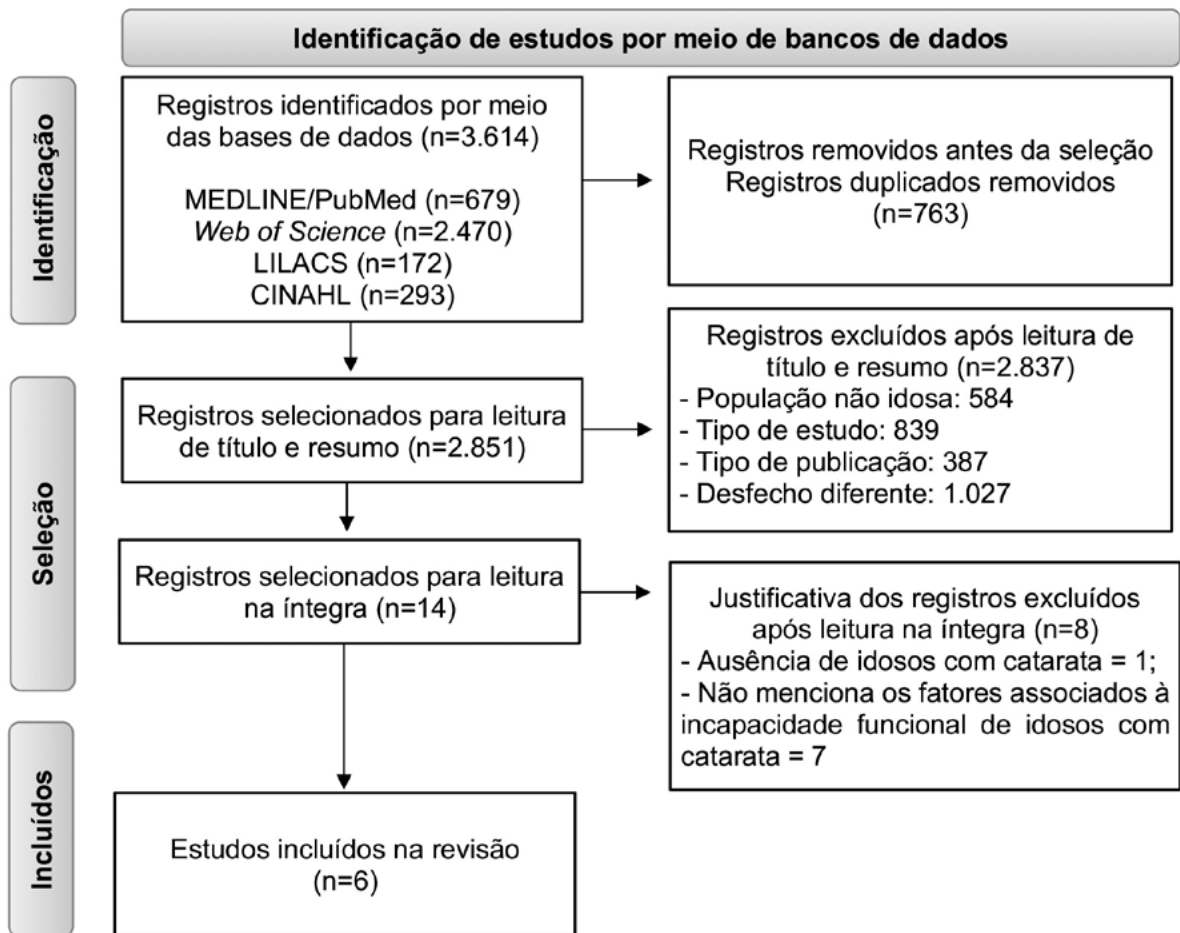 Identificação de estudos por meio de bancos de dados
Identificação
Registros identificados por meio
das bases de dados (n=3.614)
MEDLINE/PubMed (n=679)
Web of Science (n=2.470)
LILACS (n=172)
CINAHL (n=293)
Registros removidos antes da seleção
Registros duplicados removidos
(n=763)
Seleção
Registros selecionados para leitura
de título e resumo (n=2.851)
Registros excluídos após leitura de
título e resumo (n=2.837)
- População não idosa: 584
- Tipo de estudo: 839
- Tipo de publicação: 387
- Desfecho diferente: 1.027
Registros selecionados para leitura
na íntegra (n=14)
Justificativa dos registros excluídos
após leitura na íntegra (n=8)
- Ausência de idosos com catarata = 1;
- Não menciona os fatores associados à
incapacidade funcional de idosos com
catarata = 7
Incluídos
Estudos incluídos na revisão
(n=6)